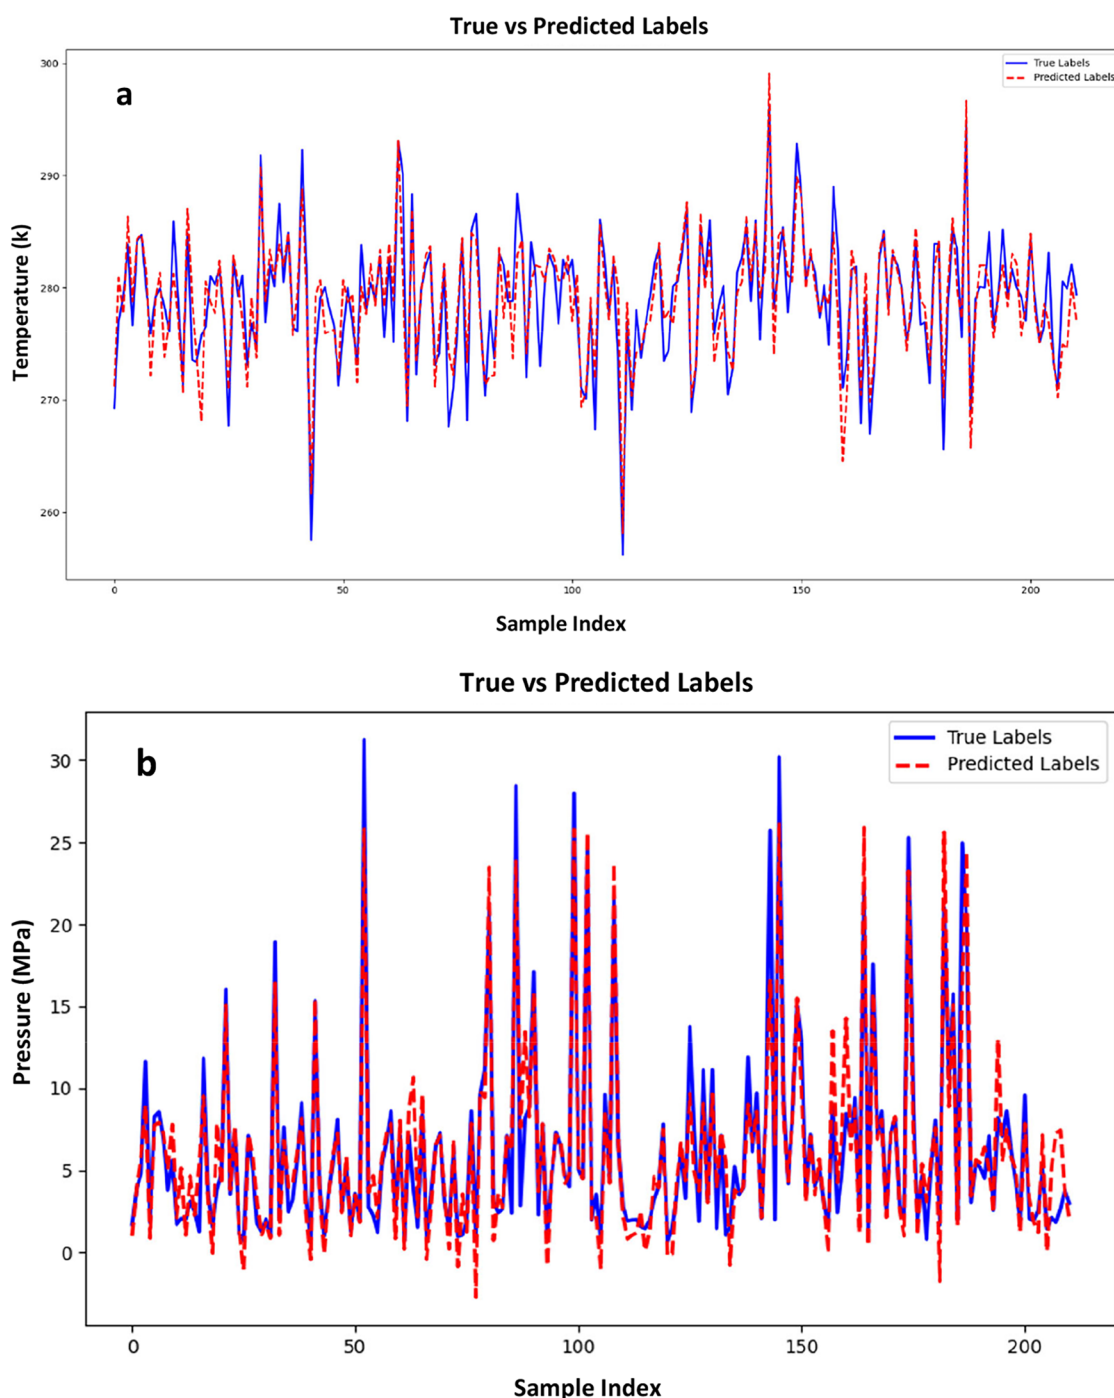 True vs Predicted Labels
a
True Labels
Predicted Labels
Temperature (k)
300
290
280
270
260
0 50 100 150 200
Sample Index
True vs Predicted Labels
b
True Labels
Predicted Labels
Pressure (MPa)
30
25
20
15
10
5
0
0 50 100 150 200
Sample Index